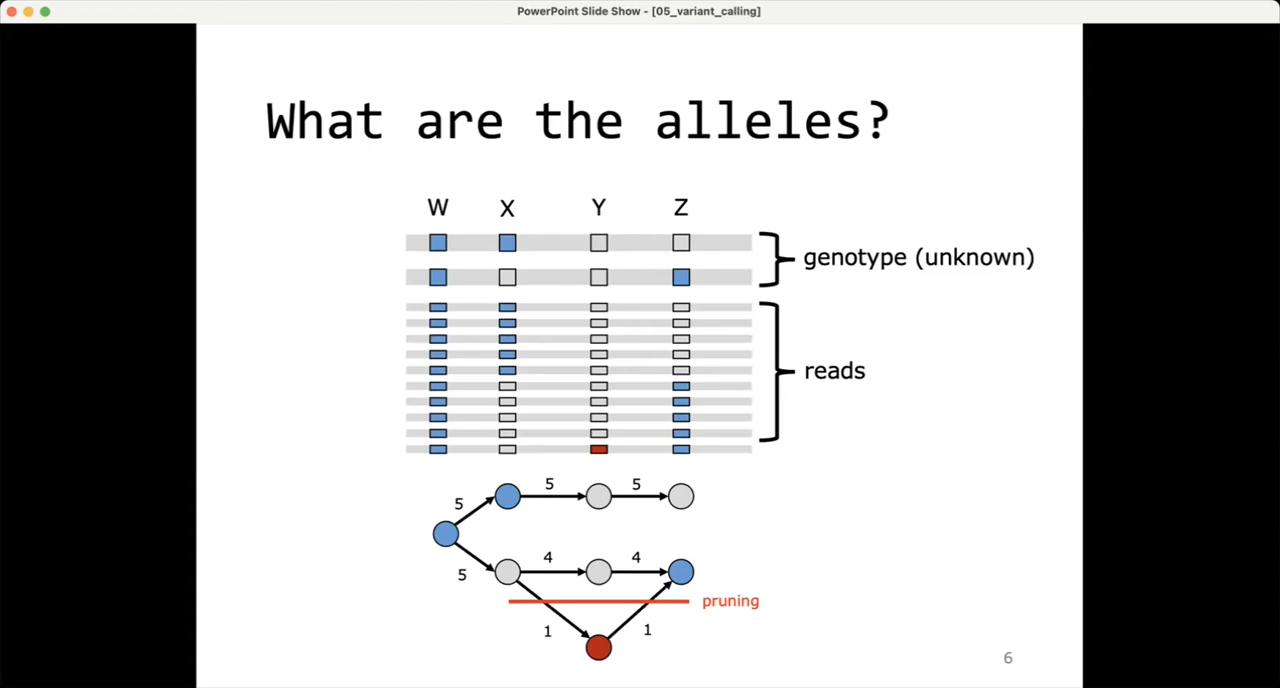 PowerPoint Slide Show - [05_variant_calling]
What are the alleles?
W X Y Z
genotype (unknown)
reads
5 5 5
5 4 4
pruning
1 1
6